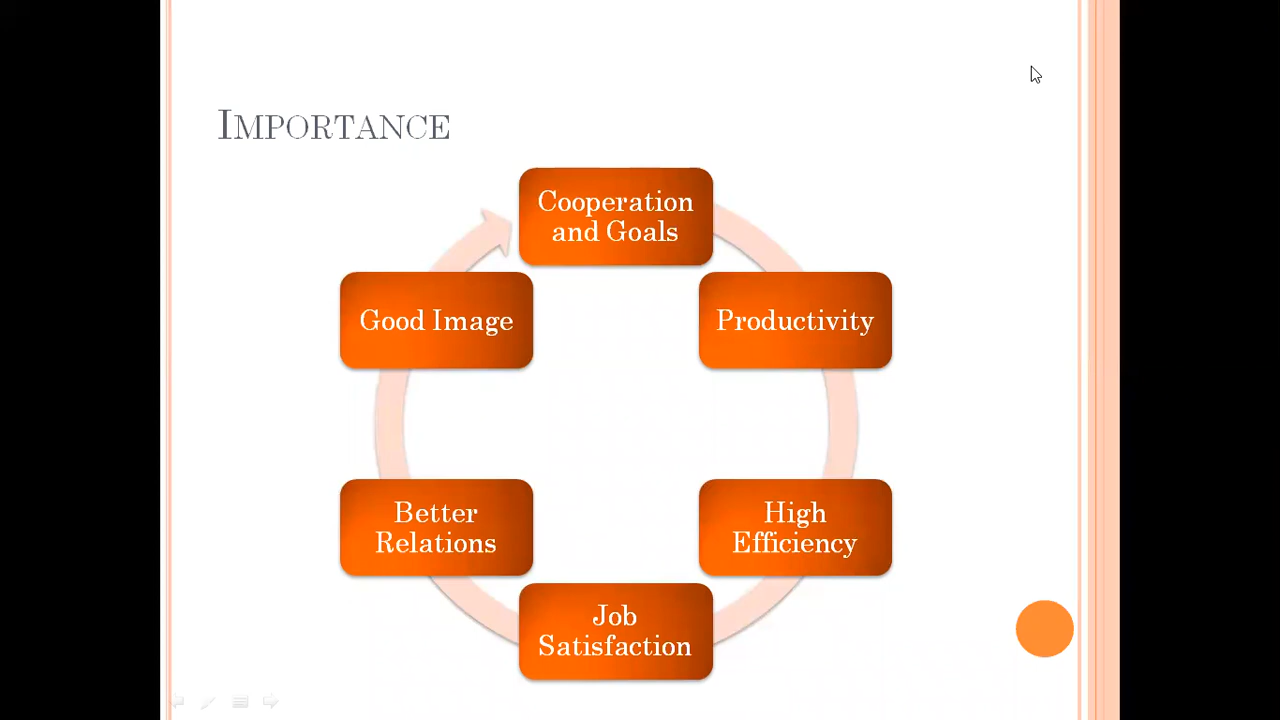 IMPORTANCE
Cooperation
and Goals
Productivity
High
Efficiency
Job
Satisfaction
Better
Relations
Good Image